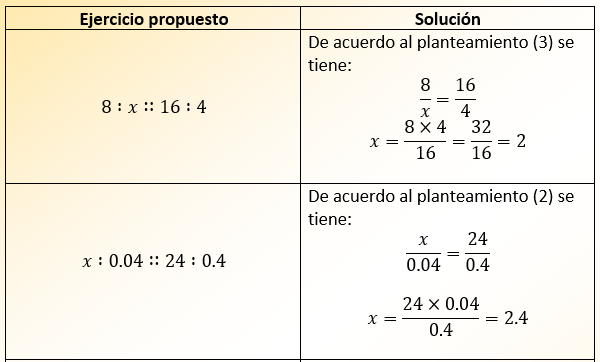 Ejercicio propuesto
Solución
8 : x :: 16 : 4
De acuerdo al planteamiento (3) se
tiene:
8/x = 16/4
x = (8 × 4)/16 = 32/16 = 2
x : 0.04 :: 24 : 0.4
De acuerdo al planteamiento (2) se
tiene:
x/0.04 = 24/0.4
x = (24 × 0.04)/0.4 = 2.4